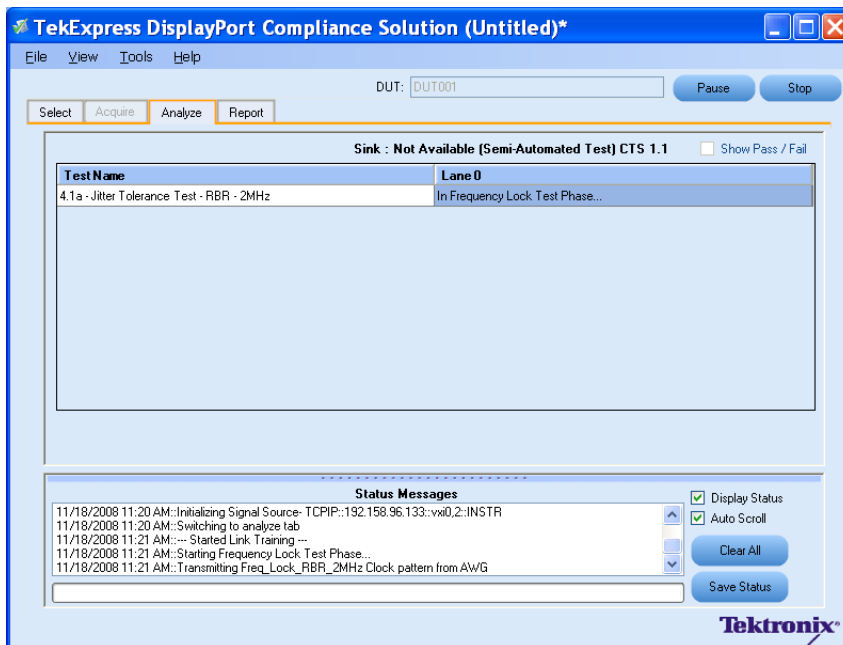 TekExpress DisplayPort Compliance Solution (Untitled)*
File View Tools Help
DUT: DUT001 Pause Stop
Select Acquire Analyze Report
Sink : Not Available (Semi-Automated Test) CTS 1.1 Show Pass / Fail
Test Name Lane 0
4.1a - Jitter Tolerance Test - RBR - 2MHz In Frequency Lock Test Phase...
Status Messages
11/18/2008 11:20 AM::Initializing Signal Source- TCPIP::192.158.96.133::vxi0,2::INSTR
11/18/2008 11:20 AM::Switching to analyze tab
11/18/2008 11:21 AM::--- Started Link Training ---
11/18/2008 11:21 AM::Starting Frequency Lock Test Phase...
11/18/2008 11:21 AM::Transmitting Freq_Lock_RBR_2MHz Clock pattern from AWG
Display Status
Auto Scroll
Clear All
Save Status
Tektronix